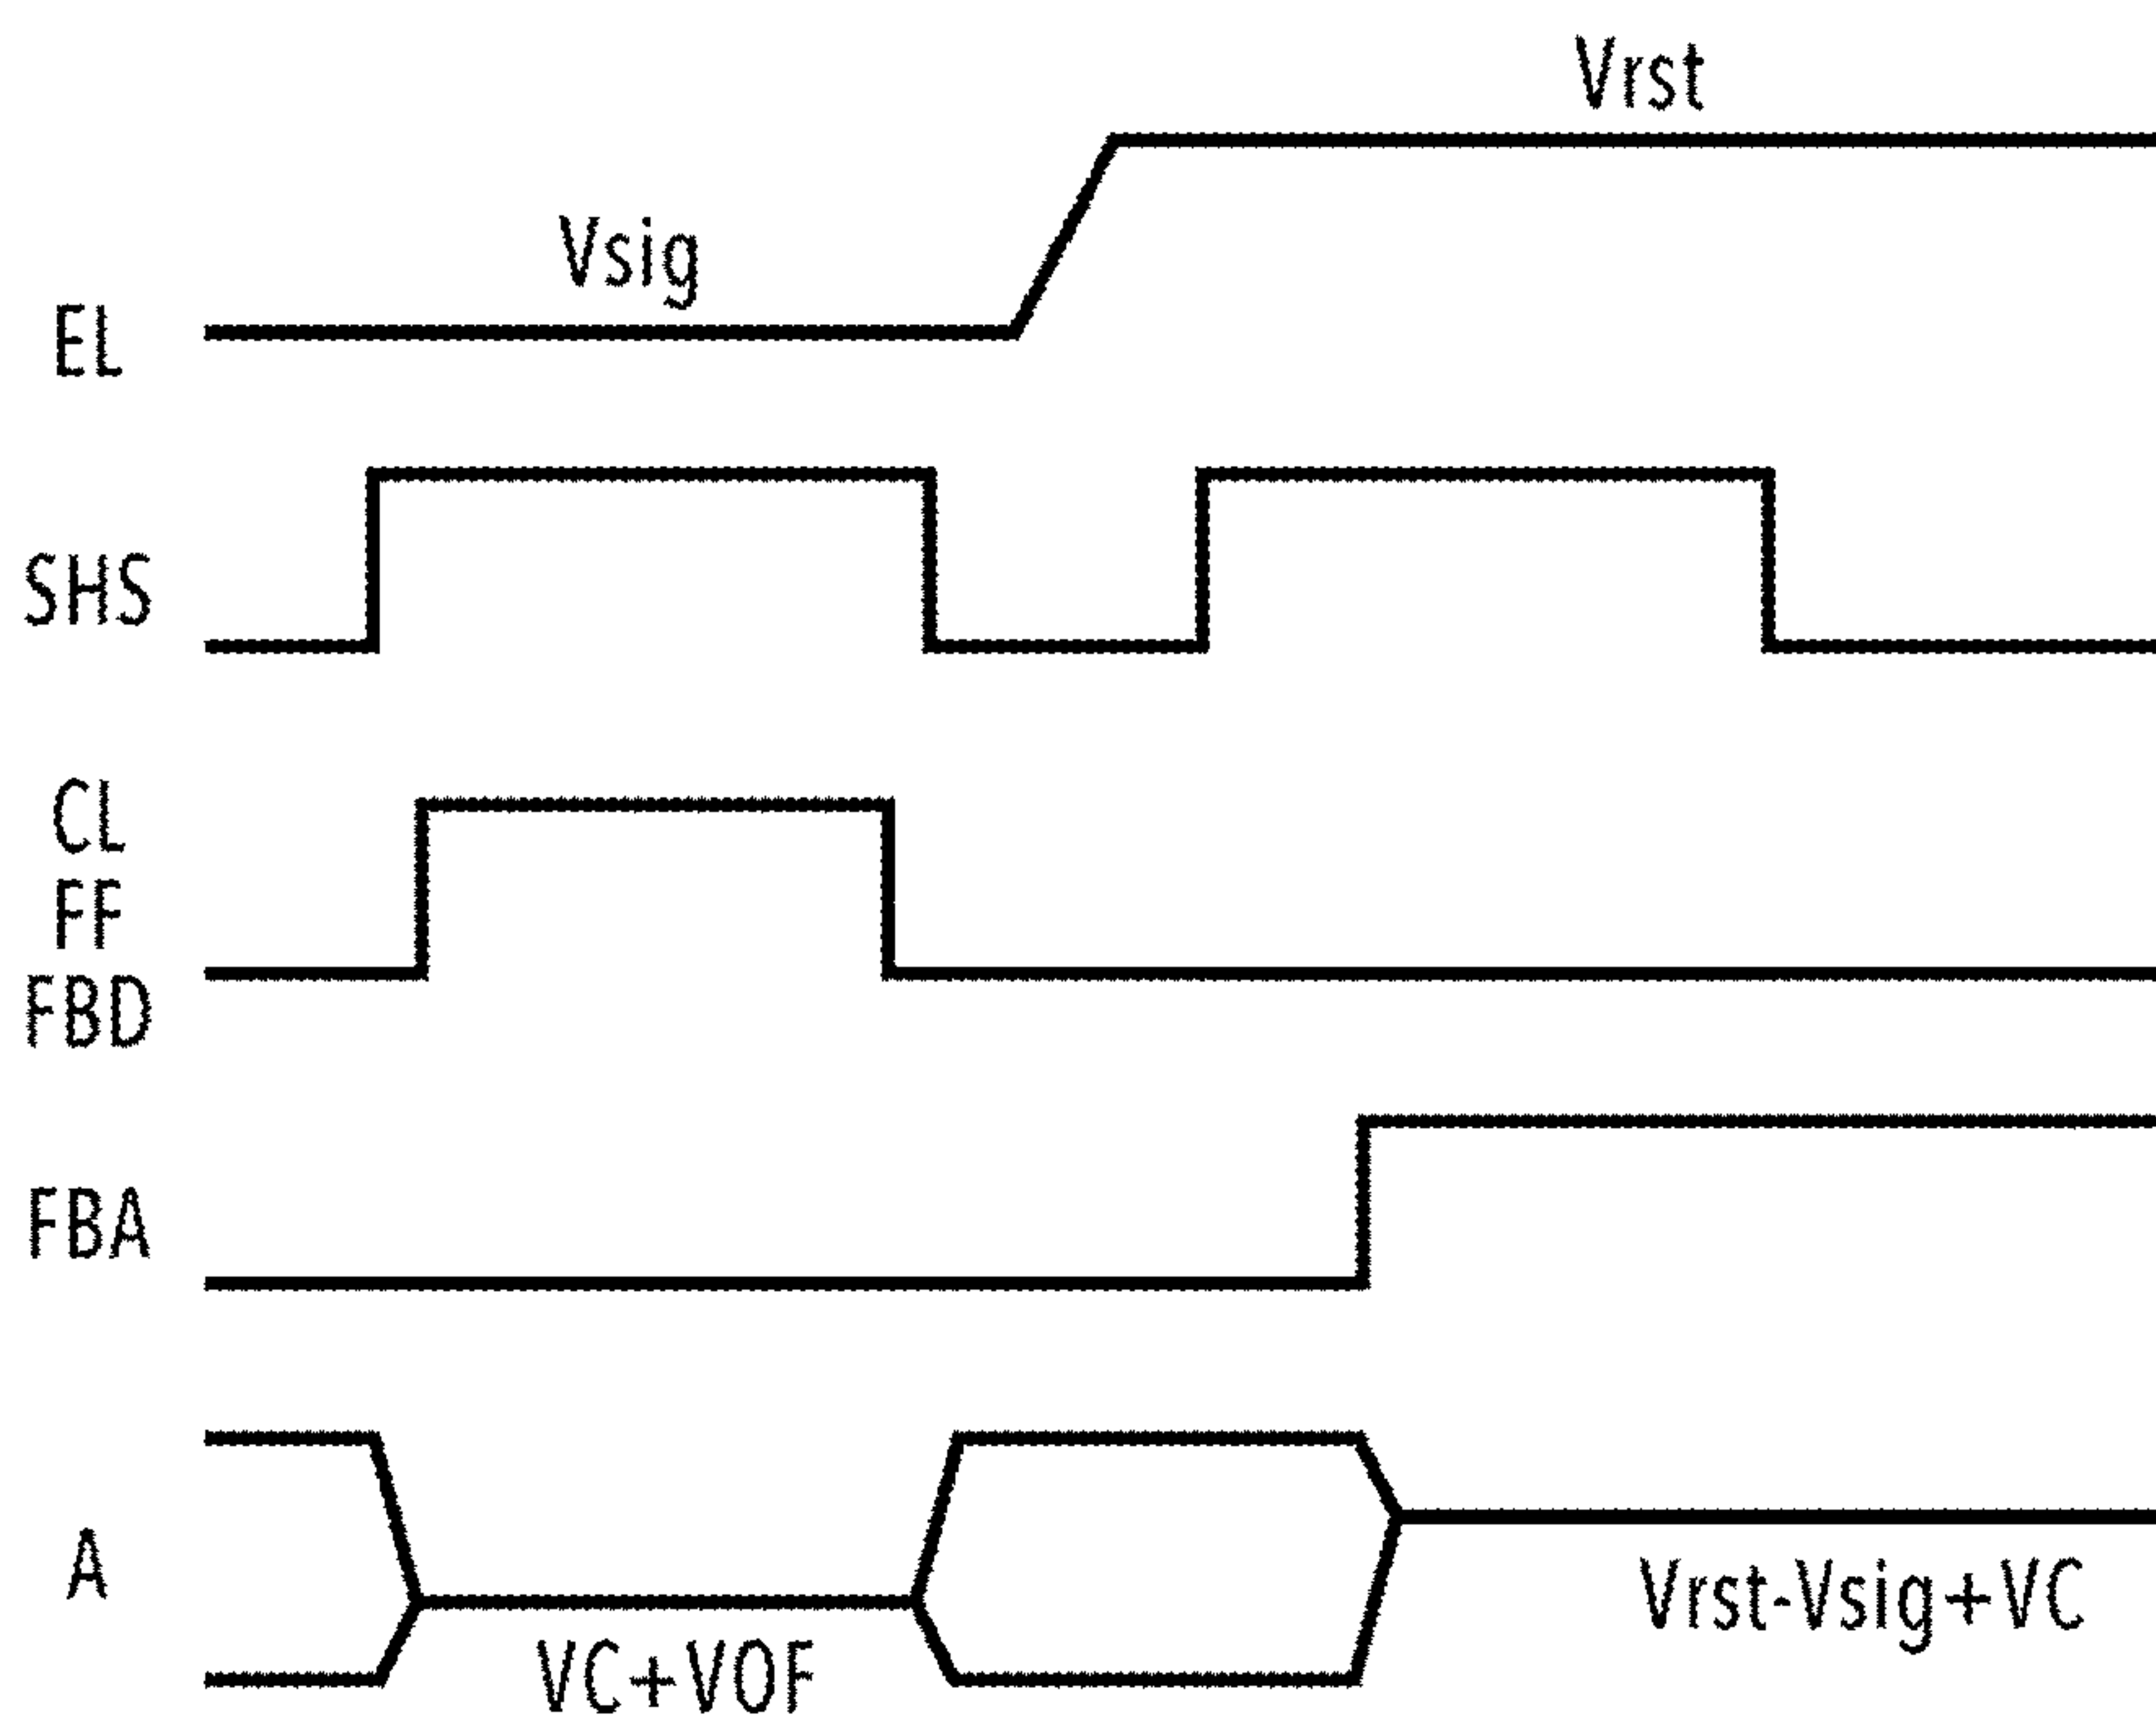 Vrst
Vsig
EL
SHS
CL
FF
FBD
FBA
A
VC+VOF
Vrst-Vsig+VC